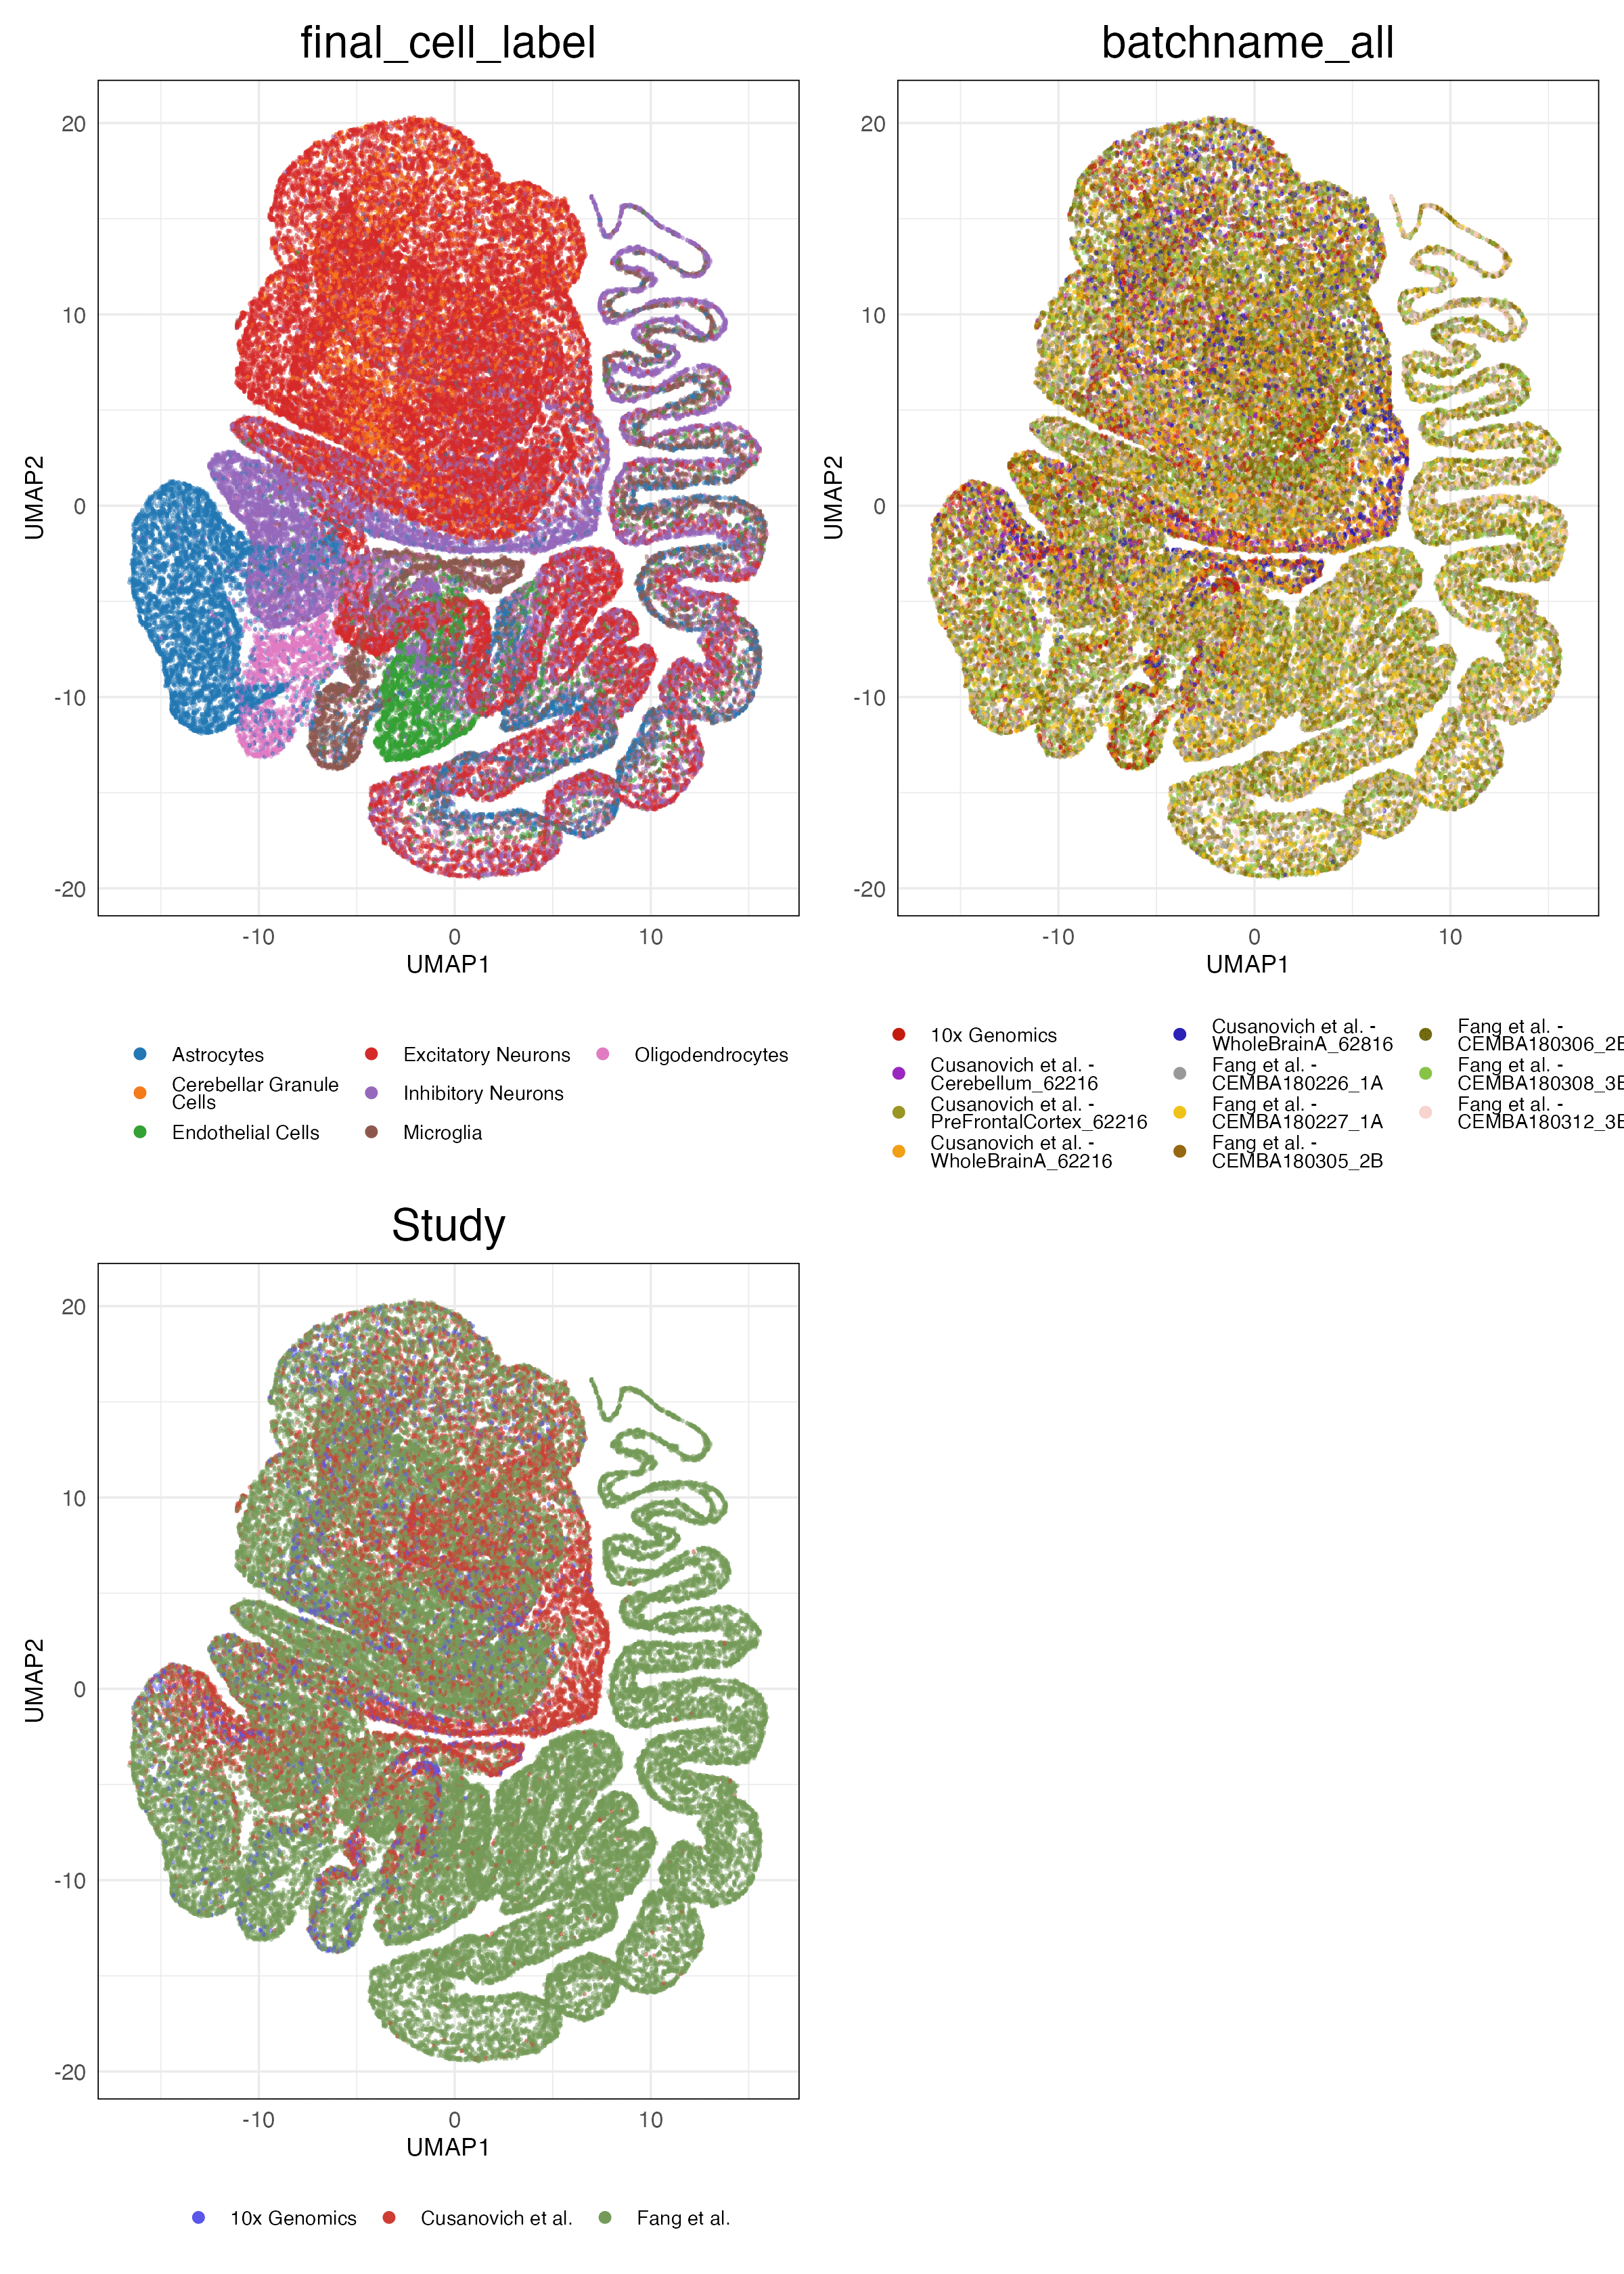 final_cell_label
batchname_all
20
10
0
-10
-20
UMAP2
-10
0
10
UMAP1
20
10
0
-10
-20
UMAP2
-10
0
10
UMAP1
Astrocytes
Cerebellar Granule
Cells
Endothelial Cells
Excitatory Neurons
Inhibitory Neurons
Microglia
Oligodendrocytes
10x Genomics
Cusanovich et al. -
Cerebellum_62216
Cusanovich et al. -
PreFrontalCortex_62216
Cusanovich et al. -
WholeBrainA_62216
Cusanovich et al. -
WholeBrainA_62816
Fang et al. -
CEMBA180226_1A
Fang et al. -
CEMBA180227_1A
Fang et al. -
CEMBA180305_2B
Fang et al. -
CEMBA180306_2B
Fang et al. -
CEMBA180308_3B
Fang et al. -
CEMBA180312_3B
Study
20
10
0
-10
-20
UMAP2
-10
0
10
UMAP1
10x Genomics
Cusanovich et al.
Fang et al.